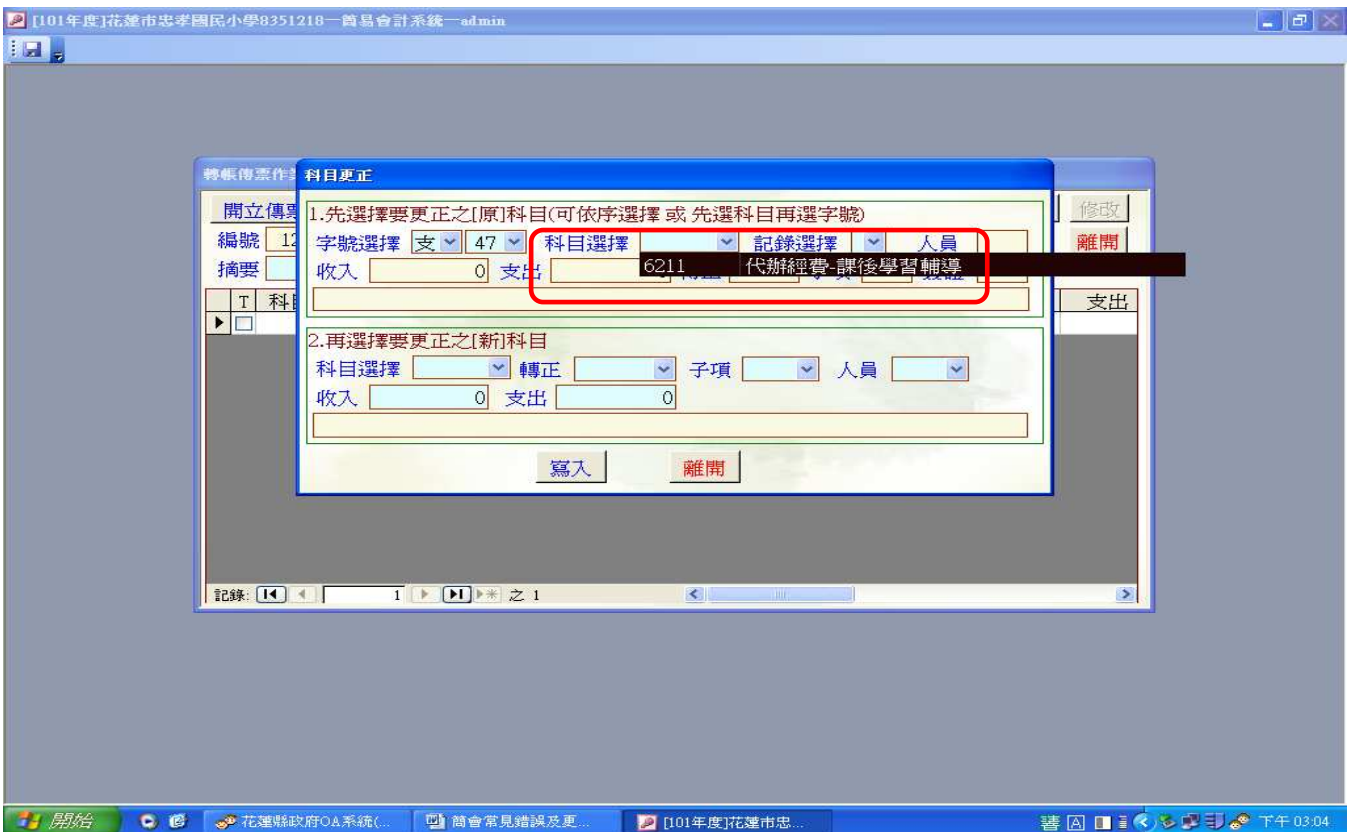 [101年度]花蓮市忠孝國民小學8351218—簡易會計系統—admin
轉帳傳票作業
科目更正
開立傳票
1.先選擇要更正之[原]科目(可依序選擇 或 先選科目再選字號)
修改
編號 12
字號選擇 支 47 科目選擇 記錄選擇 人員
離開
摘要
收入 0 支出
6211 代辦經費-課後學習輔導
T 科目
支出
2.再選擇要更正之[新]科目
科目選擇 轉正 子項 人員
收入 0 支出 0
寫入 離開
記錄: 1 之 1
開始 花蓮縣政府OA系統(... 簡會常見錯誤及更... [101年度]花蓮市忠... 下午 03:04